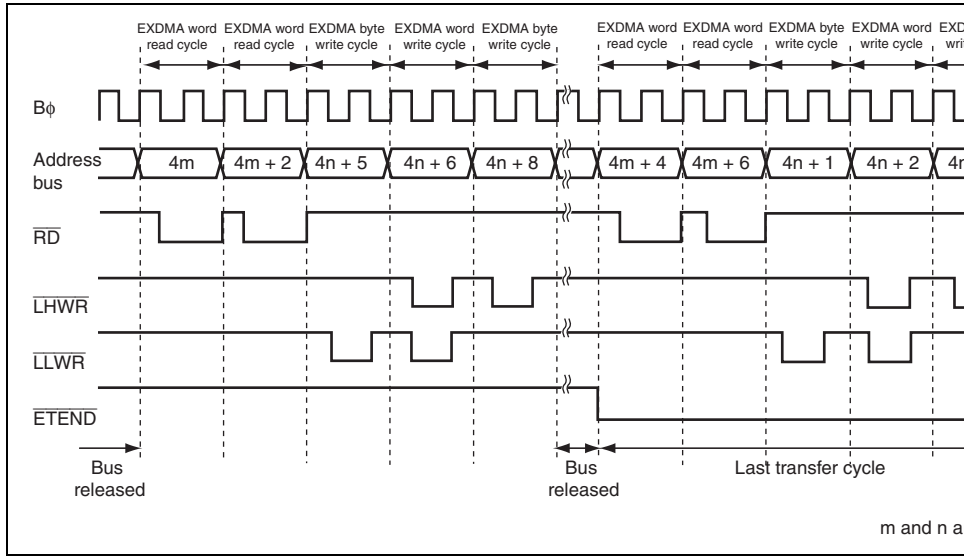 EXDMA word read cycle
EXDMA word read cycle
EXDMA byte write cycle
EXDMA word write cycle
EXDMA byte write cycle
EXDMA word read cycle
EXDMA word read cycle
EXDMA byte write cycle
EXDMA word write cycle
Bφ
Address bus
4m
4m + 2
4n + 5
4n + 6
4n + 8
4m + 4
4m + 6
4n + 1
4n + 2
RD
LHWR
LLWR
ETEND
Bus released
Bus released
Last transfer cycle
m and n a